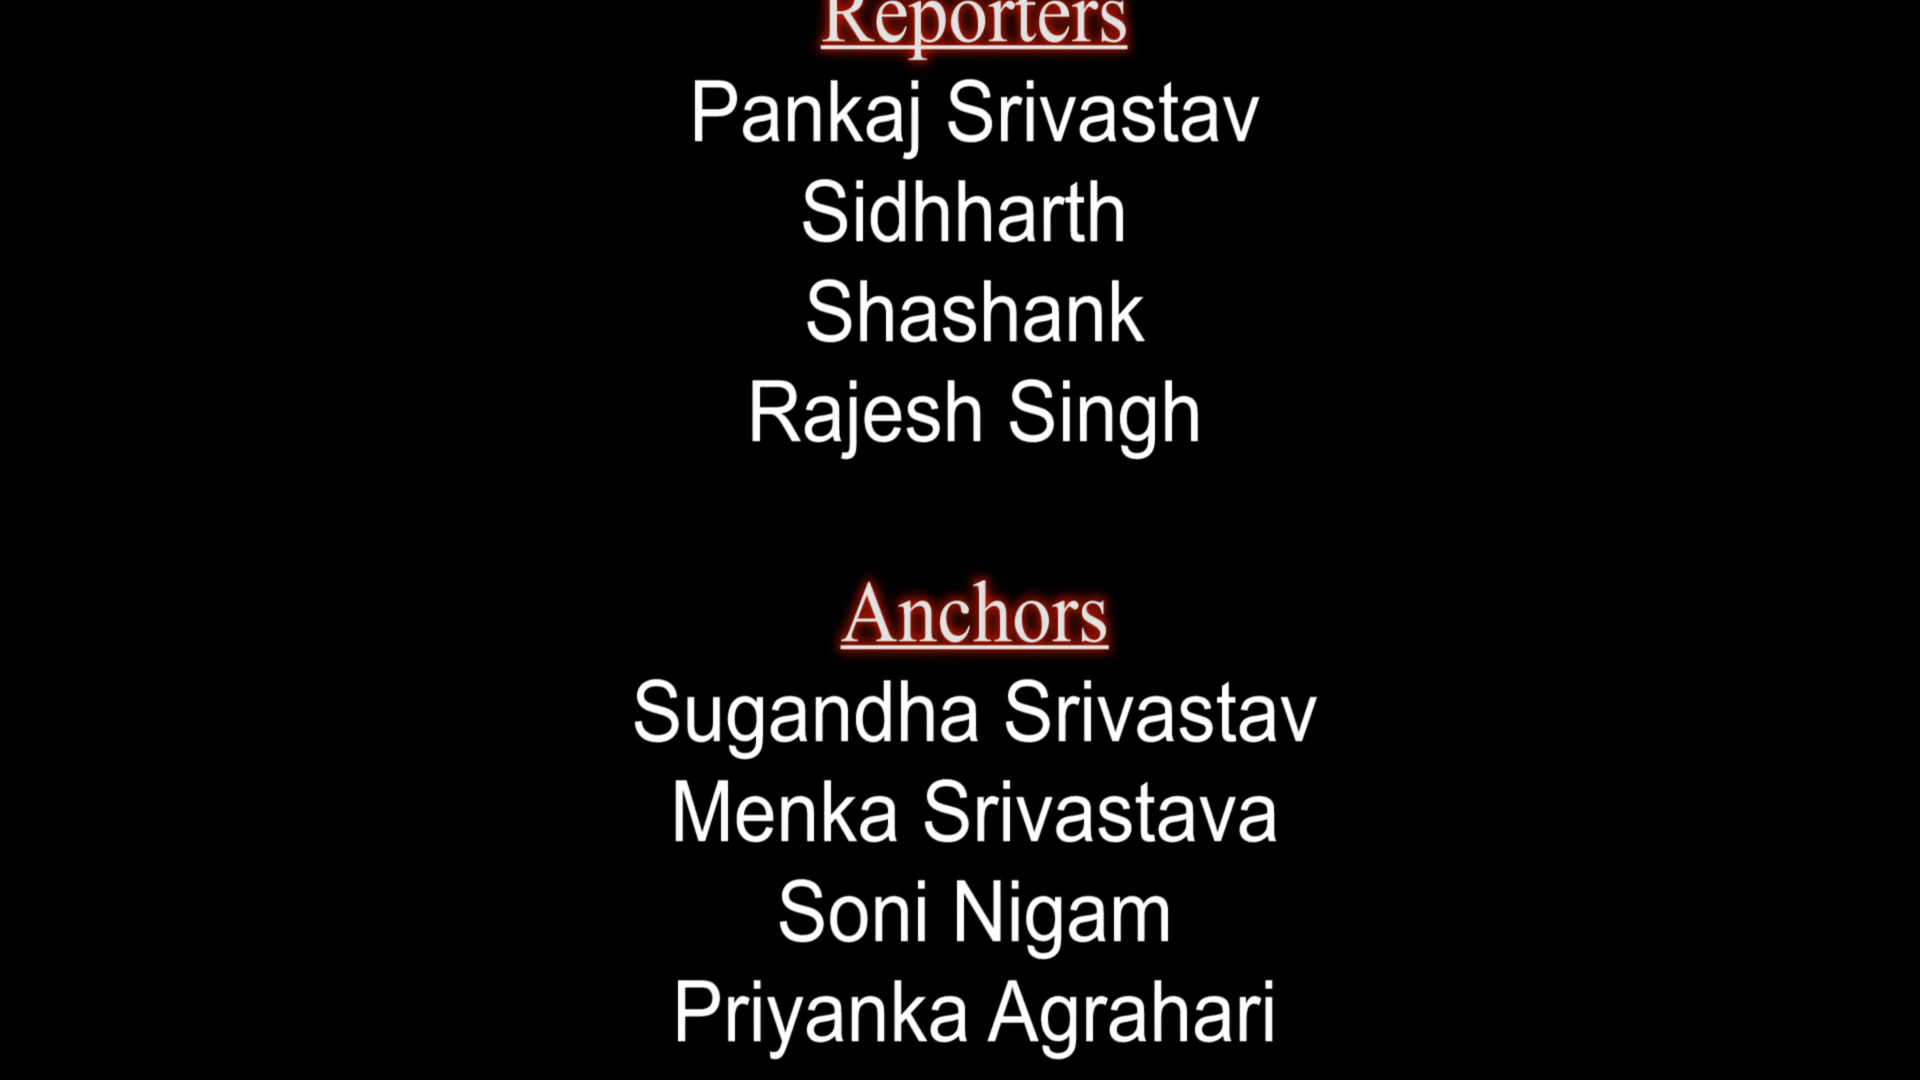 Reporters
Pankaj Srivastav
Sidhharth
Shashank
Rajesh Singh
Anchors
Sugandha Srivastav
Menka Srivastava
Soni Nigam
Priyanka Agrahari